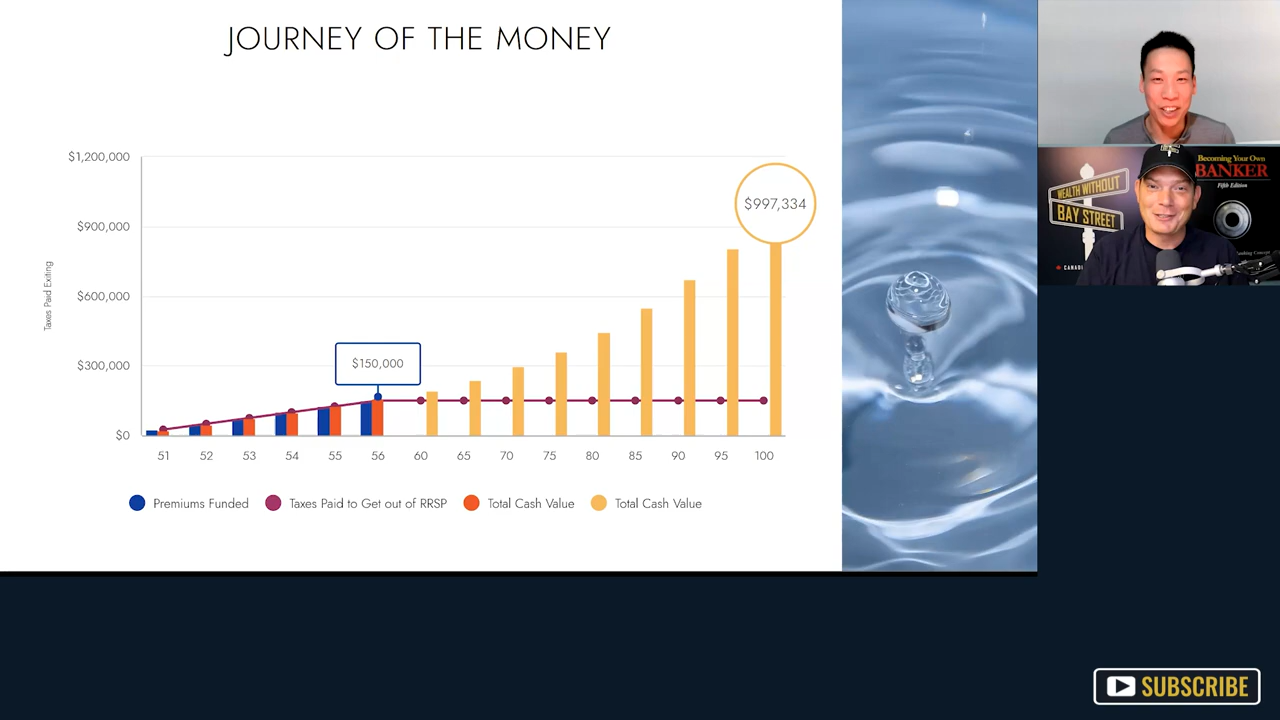 JOURNEY OF THE MONEY
$1,200,000
$900,000
$600,000
$300,000
$0
Taxes Paid Exiting
$150,000
$997,334
51 52 53 54 55 56 60 65 70 75 80 85 90 95 100
Premiums Funded
Taxes Paid to Get out of RRSP
Total Cash Value
Total Cash Value
WEALTH WITHOUT
BAY STREET
CANADI
Becoming Your Own
BANKER
Fifth Edition
Banking Concept
SUBSCRIBE